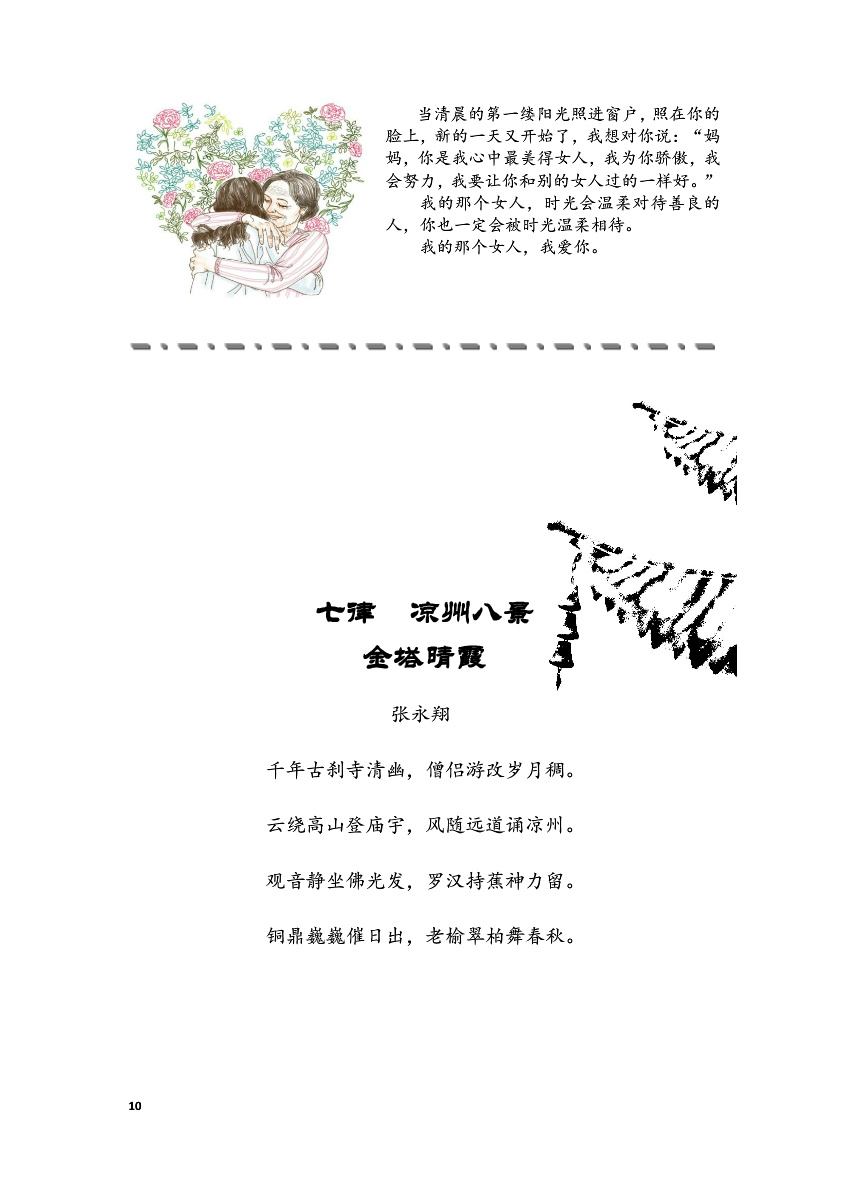 当清晨的第一缕阳光照进窗户，照在你的
脸上，新的一天又开始了，我想对你说：“妈
妈，你是我心中最美得女人，我为你骄傲，我
会努力，我要让你和别的女人过的一样好。”
我的那个女人，时光会温柔对待善良的
人，你也一定会被时光温柔相待。
我的那个女人，我爱你。
七律　凉州八景
金塔晴霞
张永翔
千年古刹寺清幽，僧侣游改岁月稠。
云绕高山登庙宇，风随远道诵凉州。
观音静坐佛光发，罗汉持蕉神力留。
铜鼎巍巍催日出，老榆翠柏舞春秋。
10